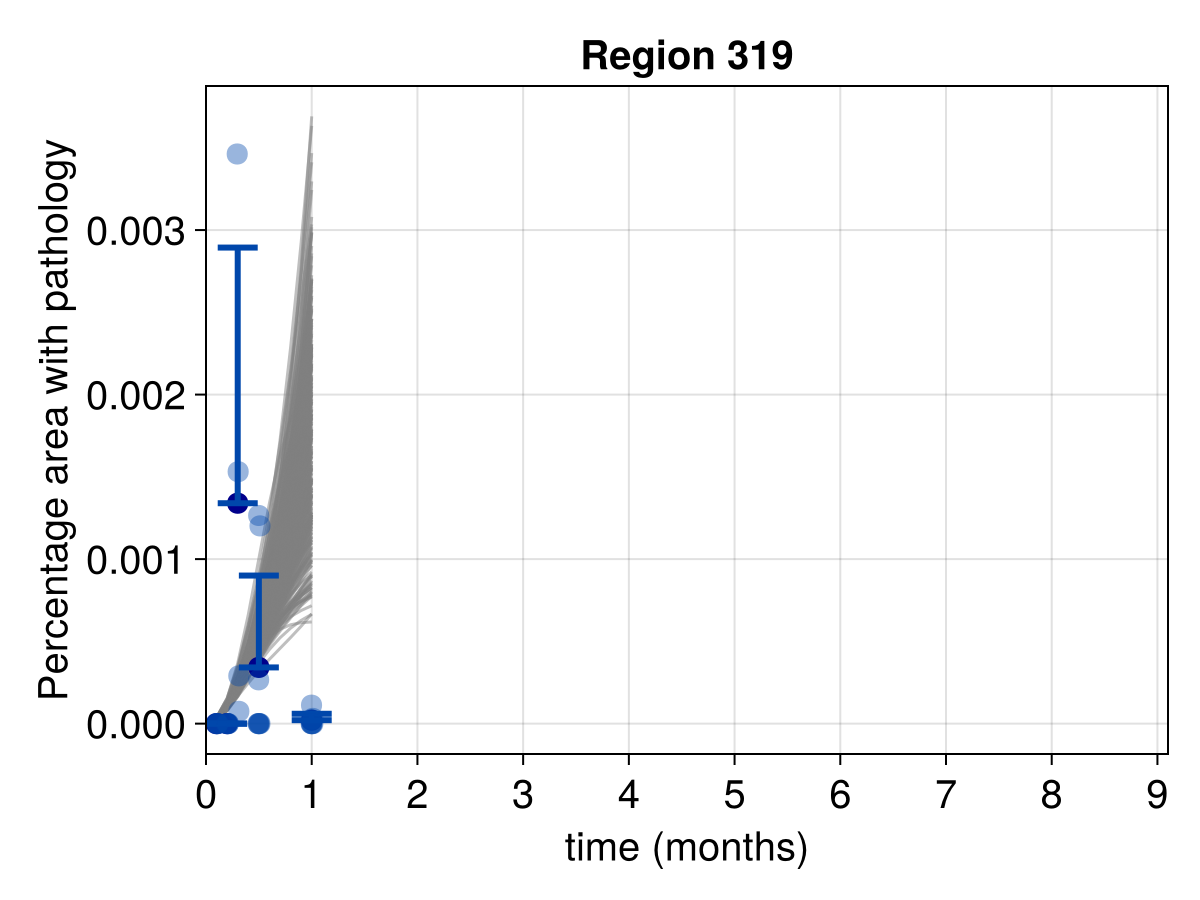 Region 319
Percentage area with pathology
0.003
0.002
0.001
0.000
0 1 2 3 4 5 6 7 8 9
time (months)